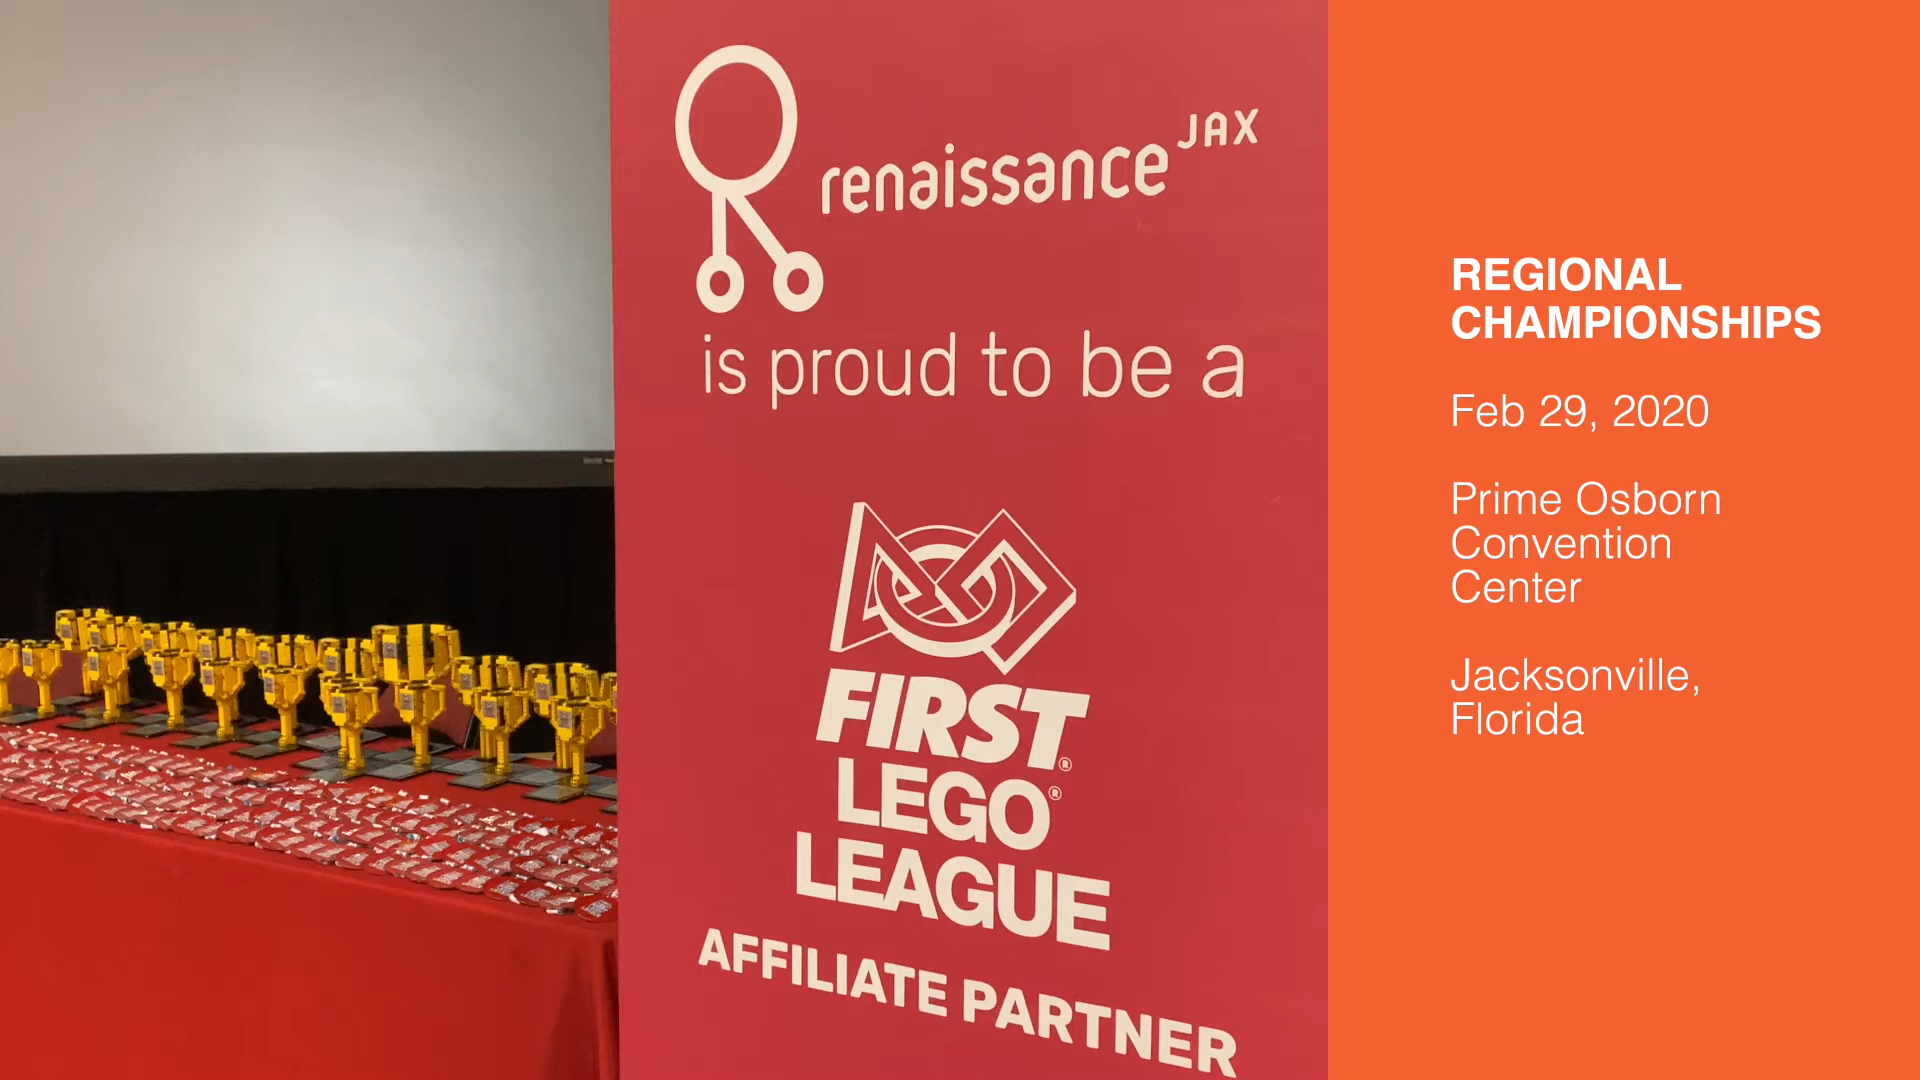 renaissance JAX
is proud to be a
FIRST®
LEGO®
LEAGUE
AFFILIATE PARTNER
REGIONAL
CHAMPIONSHIPS
Feb 29, 2020
Prime Osborn
Convention
Center
Jacksonville,
Florida